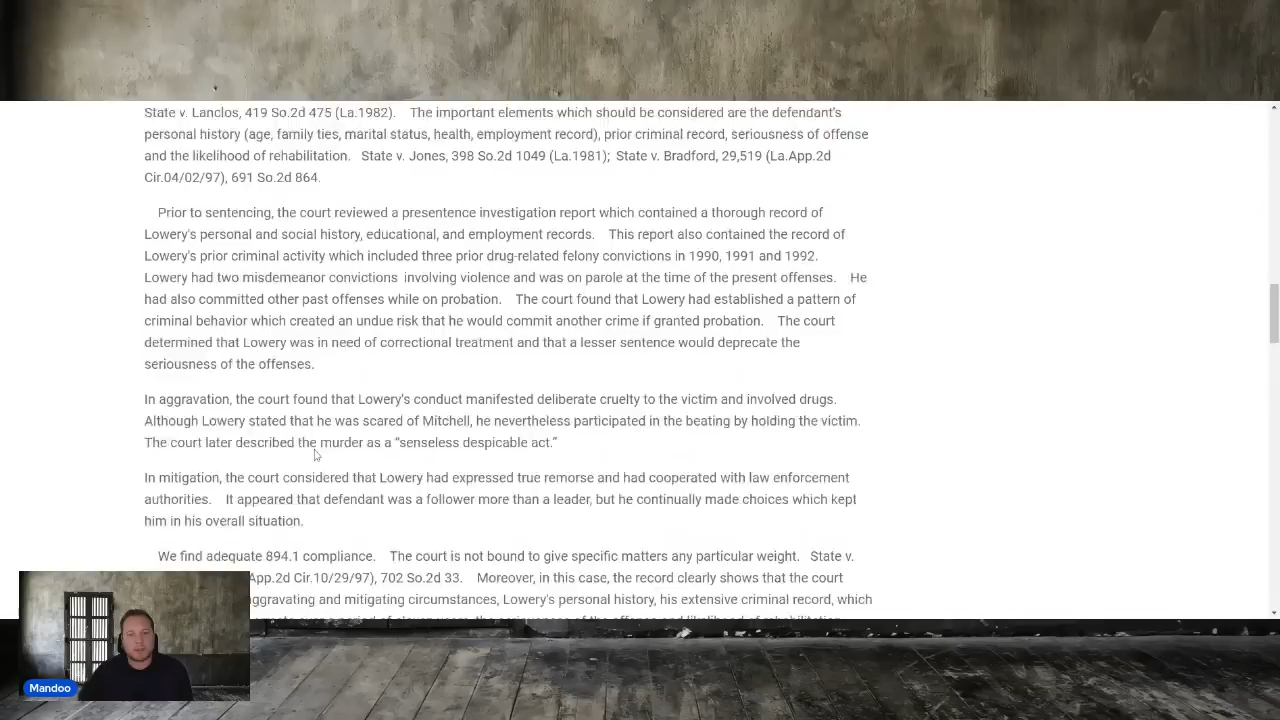 State v. Lanclos, 419 So.2d 475 (La.1982). The important elements which should be considered are the defendant's
personal history (age, family ties, marital status, health, employment record), prior criminal record, seriousness of offense
and the likelihood of rehabilitation. State v. Jones, 398 So.2d 1049 (La.1981); State v. Bradford, 29,519 (La.App.2d
Cir.04/02/97), 691 So.2d 864.
Prior to sentencing, the court reviewed a presentence investigation report which contained a thorough record of
Lowery's personal and social history, educational, and employment records. This report also contained the record of
Lowery's prior criminal activity which included three prior drug-related felony convictions in 1990, 1991 and 1992.
Lowery had two misdemeanor convictions involving violence and was on parole at the time of the present offenses. He
had also committed other past offenses while on probation. The court found that Lowery had established a pattern of
criminal behavior which created an undue risk that he would commit another crime if granted probation. The court
determined that Lowery was in need of correctional treatment and that a lesser sentence would deprecate the
seriousness of the offenses.
In aggravation, the court found that Lowery's conduct manifested deliberate cruelty to the victim and involved drugs.
Although Lowery stated that he was scared of Mitchell, he nevertheless participated in the beating by holding the victim.
The court later described the murder as a “senseless despicable act.”
In mitigation, the court considered that Lowery had expressed true remorse and had cooperated with law enforcement
authorities. It appeared that defendant was a follower more than a leader, but he continually made choices which kept
him in his overall situation.
We find adequate 894.1 compliance. The court is not bound to give specific matters any particular weight. State v.
App.2d Cir.10/29/97), 702 So.2d 33. Moreover, in this case, the record clearly shows that the court
ggravating and mitigating circumstances, Lowery's personal history, his extensive criminal record, which
Mandoo